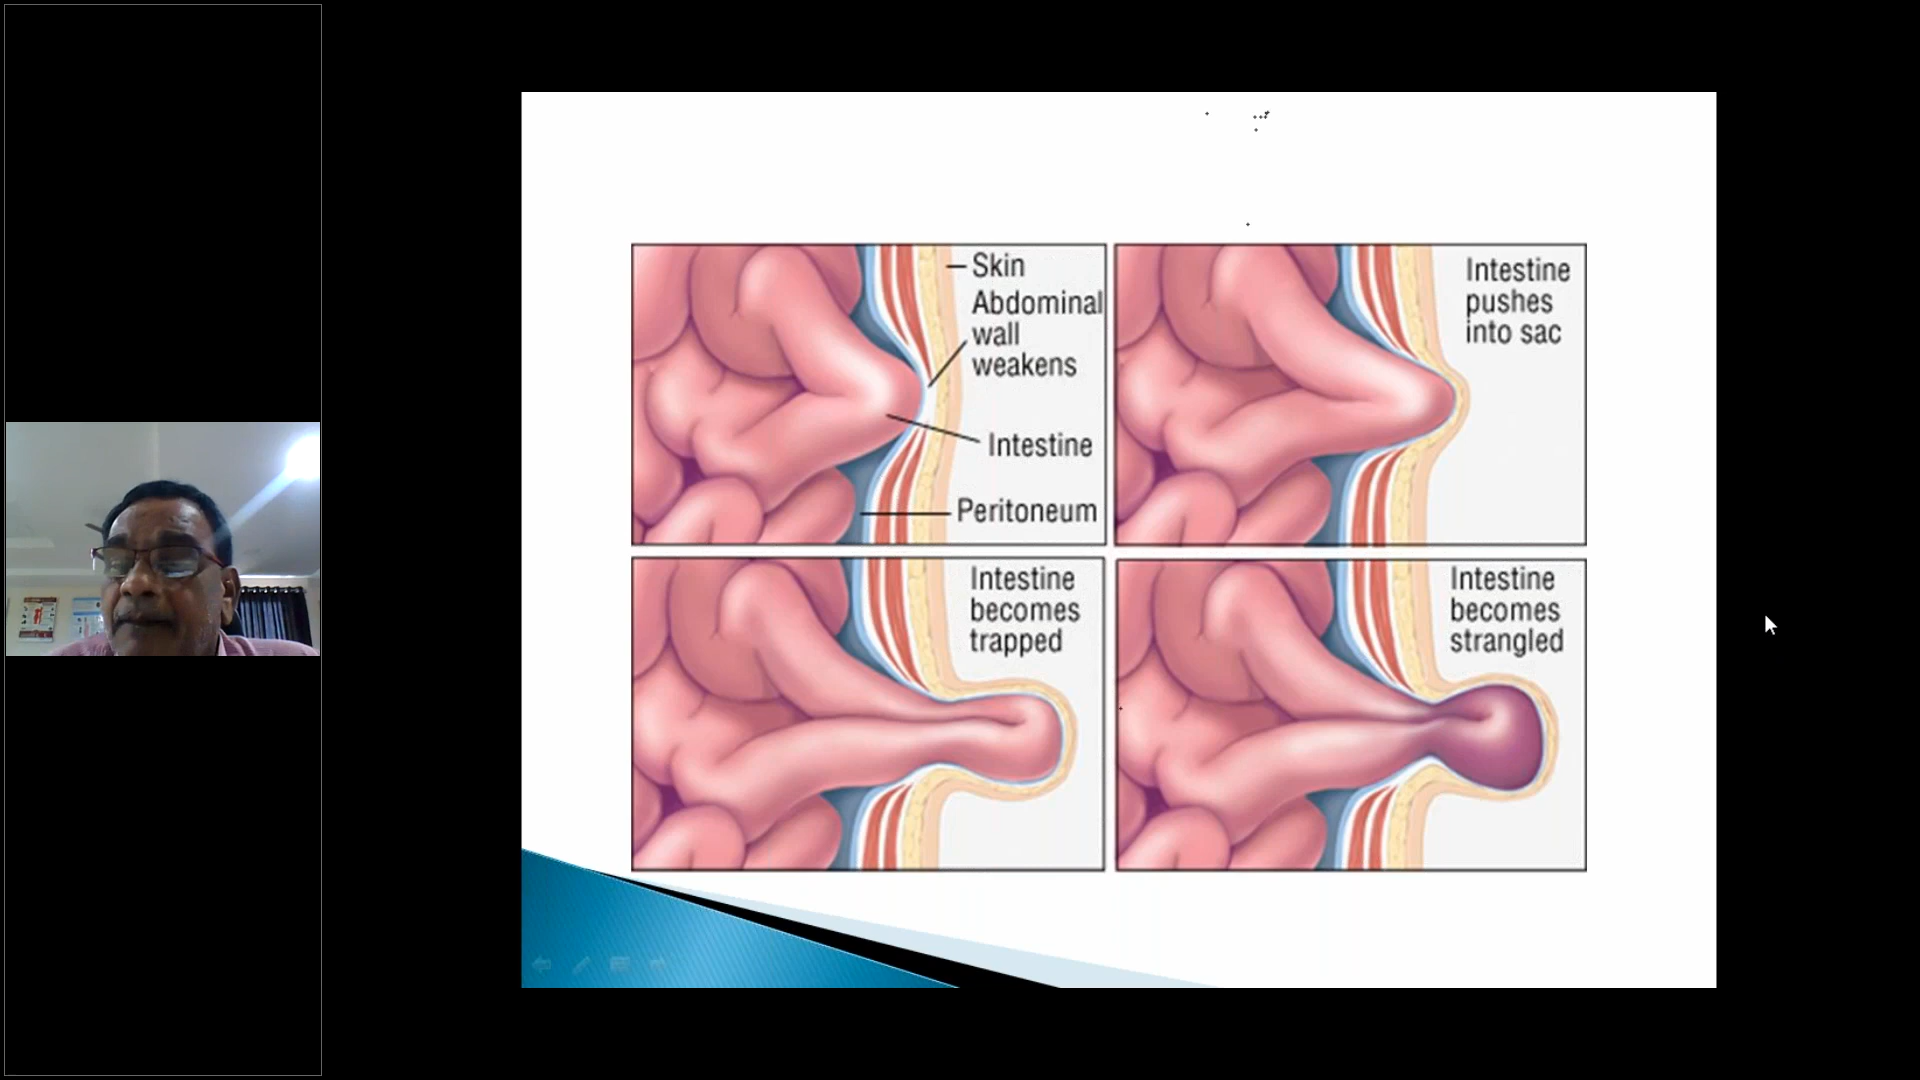 Skin
Abdominal
wall
weakens
Intestine
Peritoneum
Intestine
pushes
into sac
Intestine
becomes
trapped
Intestine
becomes
strangled